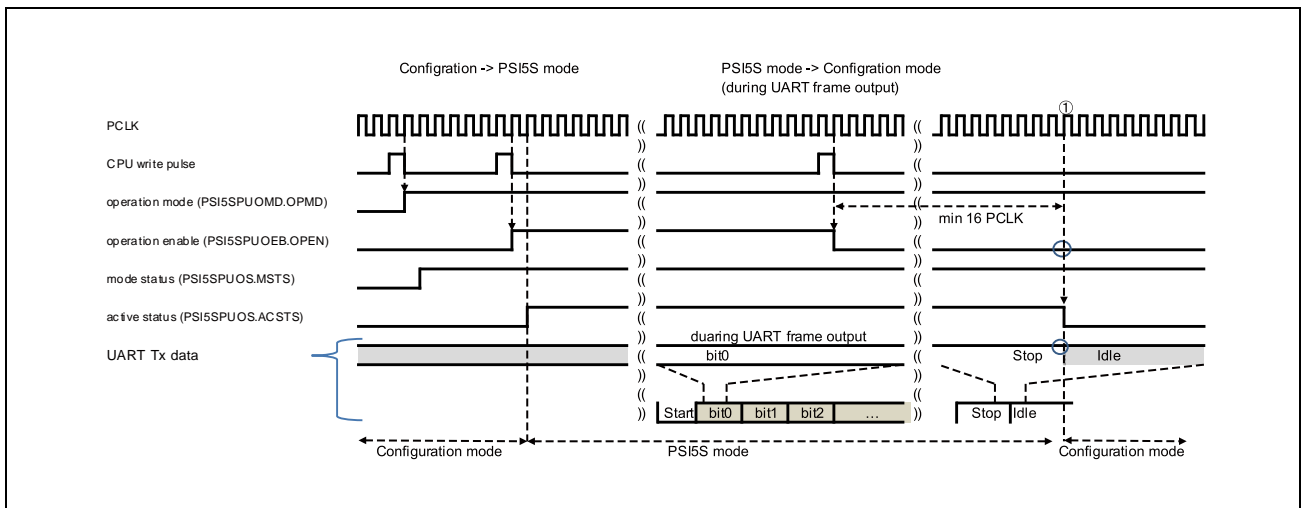 Configration -> PSI5S mode
PSI5S mode -> Configration mode
(during UART frame output)
①
PCLK
CPU write pulse
operation mode (PSI5SPUOMD.OPMD)
min 16 PCLK
operation enable (PSI5SPUOEB.OPEN)
mode status (PSI5SPUOS.MSTS)
active status (PSI5SPUOS.ACSTS)
duaring UART frame output
UART Tx data
bit0
Stop
Idle
Start
bit0
bit1
bit2
...
Stop
Idle
Configuration mode
PSI5S mode
Configuration mode